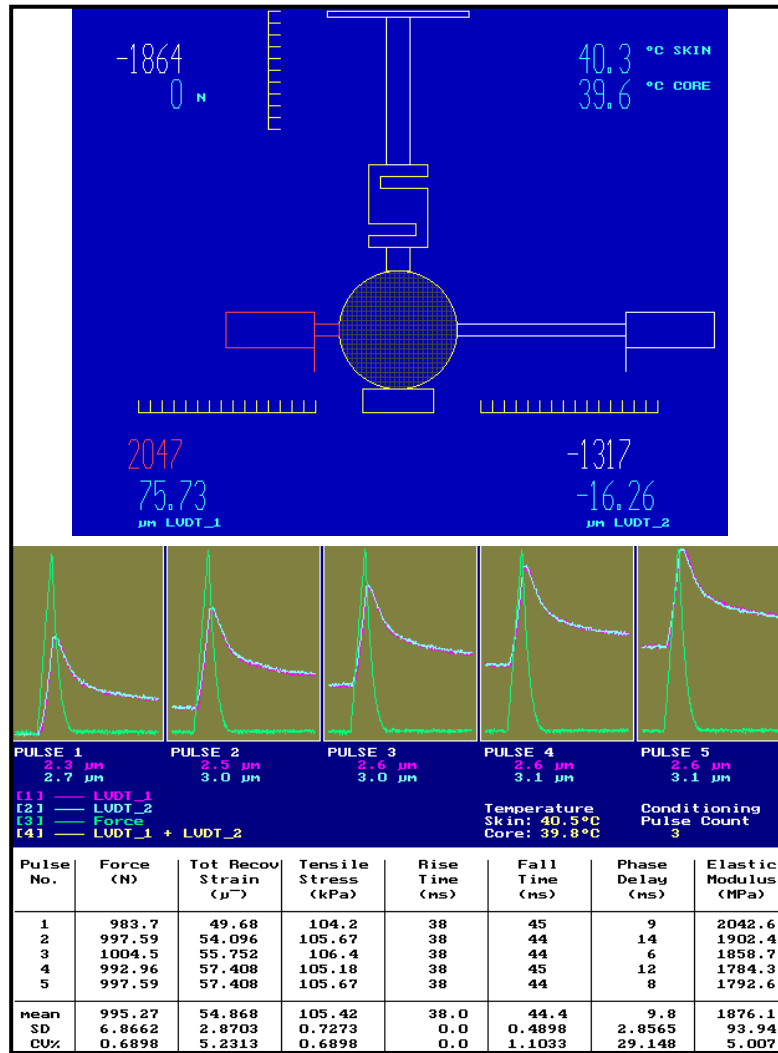 -1864 40.3 °C SKIN
0 N 39.6 °C CORE
2047 -1317
75.73 -16.26
µm LVDT_1 µm LVDT_2
PULSE 1 PULSE 2 PULSE 3 PULSE 4 PULSE 5
2.3 µm 2.5 µm 2.6 µm 2.6 µm 2.6 µm
2.7 µm 3.0 µm 3.0 µm 3.1 µm 3.1 µm
[1] LVDT_1
[2] LVDT_2 Temperature Conditioning
[3] Force Skin: 40.5°C Pulse Count
[4] LVDT_1 + LVDT_2 Core: 39.8°C 3
Pulse Force Tot Recov Tensile Rise Fall Phase Elastic
No. (N) Strain Stress Time Time Delay Modulus
(µ¯) (kPa) (ms) (ms) (ms) (MPa)
1 983.7 49.68 104.2 38 45 9 2042.6
2 997.59 54.096 105.67 38 44 14 1902.4
3 1004.5 55.752 106.4 38 44 6 1858.7
4 992.96 57.408 105.18 38 45 12 1784.3
5 997.59 57.408 105.67 38 44 8 1792.6
mean 995.27 54.868 105.42 38.0 44.4 9.8 1876.1
SD 6.8662 2.8703 0.7273 0.0 0.4898 2.8565 93.94
CV% 0.6898 5.2313 0.6898 0.0 1.1033 29.148 5.007